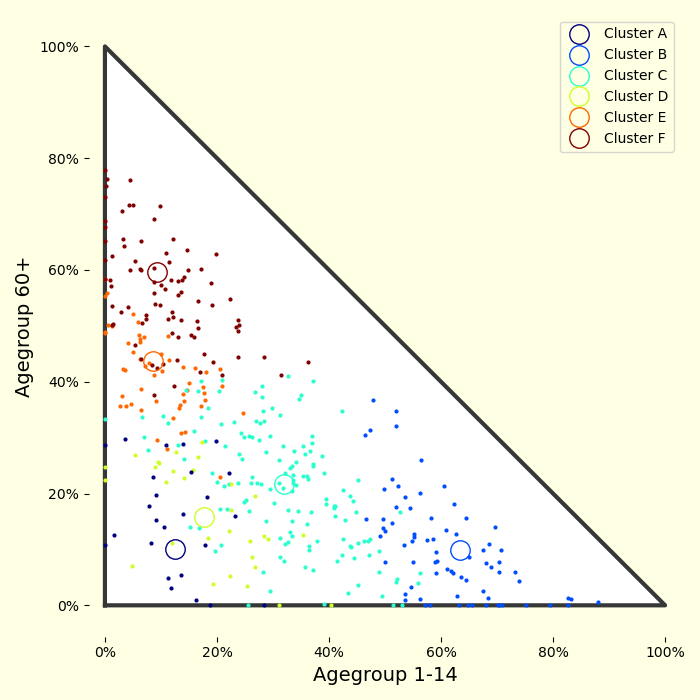 Cluster A
Cluster B
Cluster C
Cluster D
Cluster E
Cluster F
100%
80%
60%
40%
20%
0%
Agegroup 60+
0% 20% 40% 60% 80% 100%
Agegroup 1-14